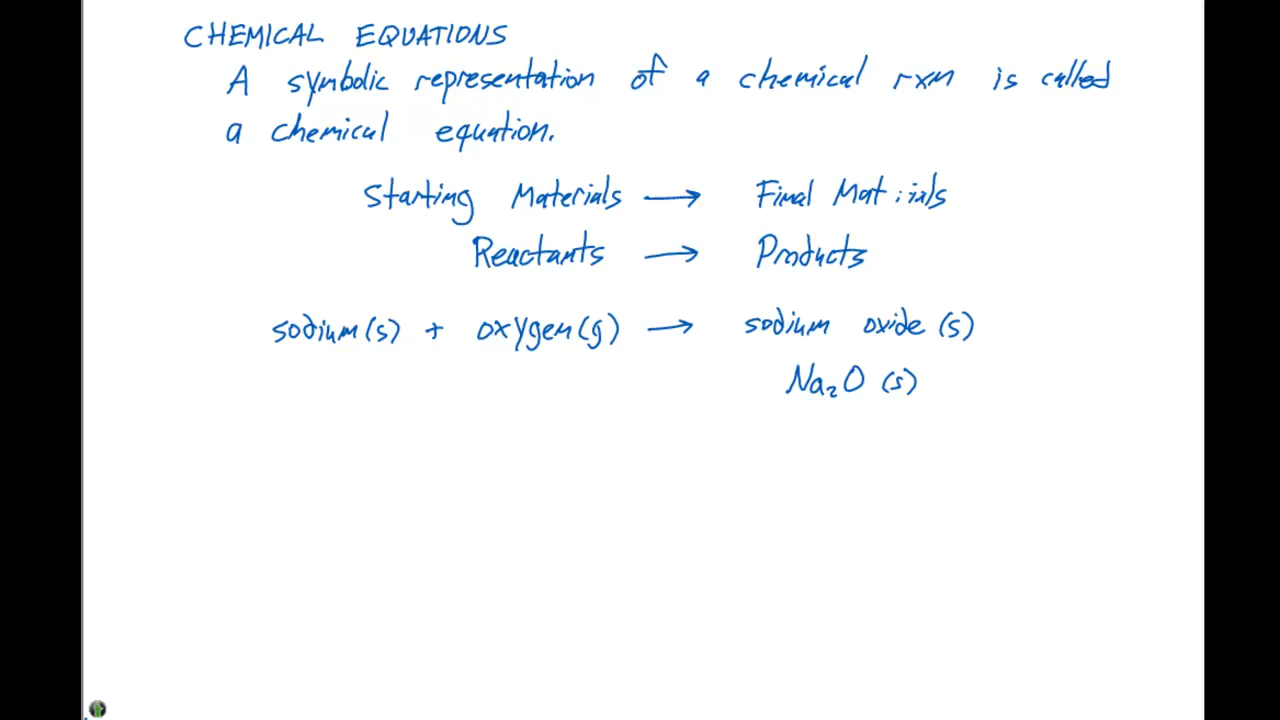 CHEMICAL EQUATIONS
A symbolic representation of a chemical rxn is called
a chemical equation.
Starting Materials → Final Mat
Reactants → Products
sodium(s) + oxygen(g) → sodium oxide (s)
Na₂O (s)